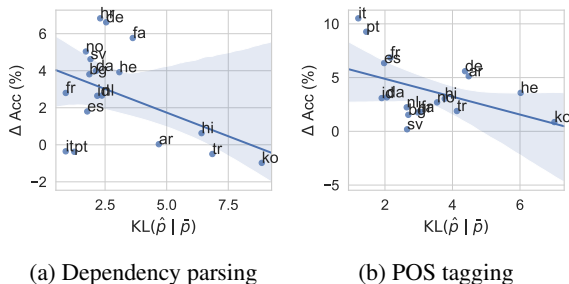 hr
de
fa
no
sv
da
bg
he
fr
nl
es
it
pt
ar
hi
pt
ko
6
4
2
0
−2
2.5
5.0
7.5
Δ Acc (%)
KL(p̂ | p̄)
(a) Dependency parsing
it
pt
fr
es
de
ar
he
id
da
hi
no
nl
fa
bg
tr
sv
ko
10
5
0
−5
2
4
6
Δ Acc (%)
KL(p̂ | p̄)
(b) POS tagging